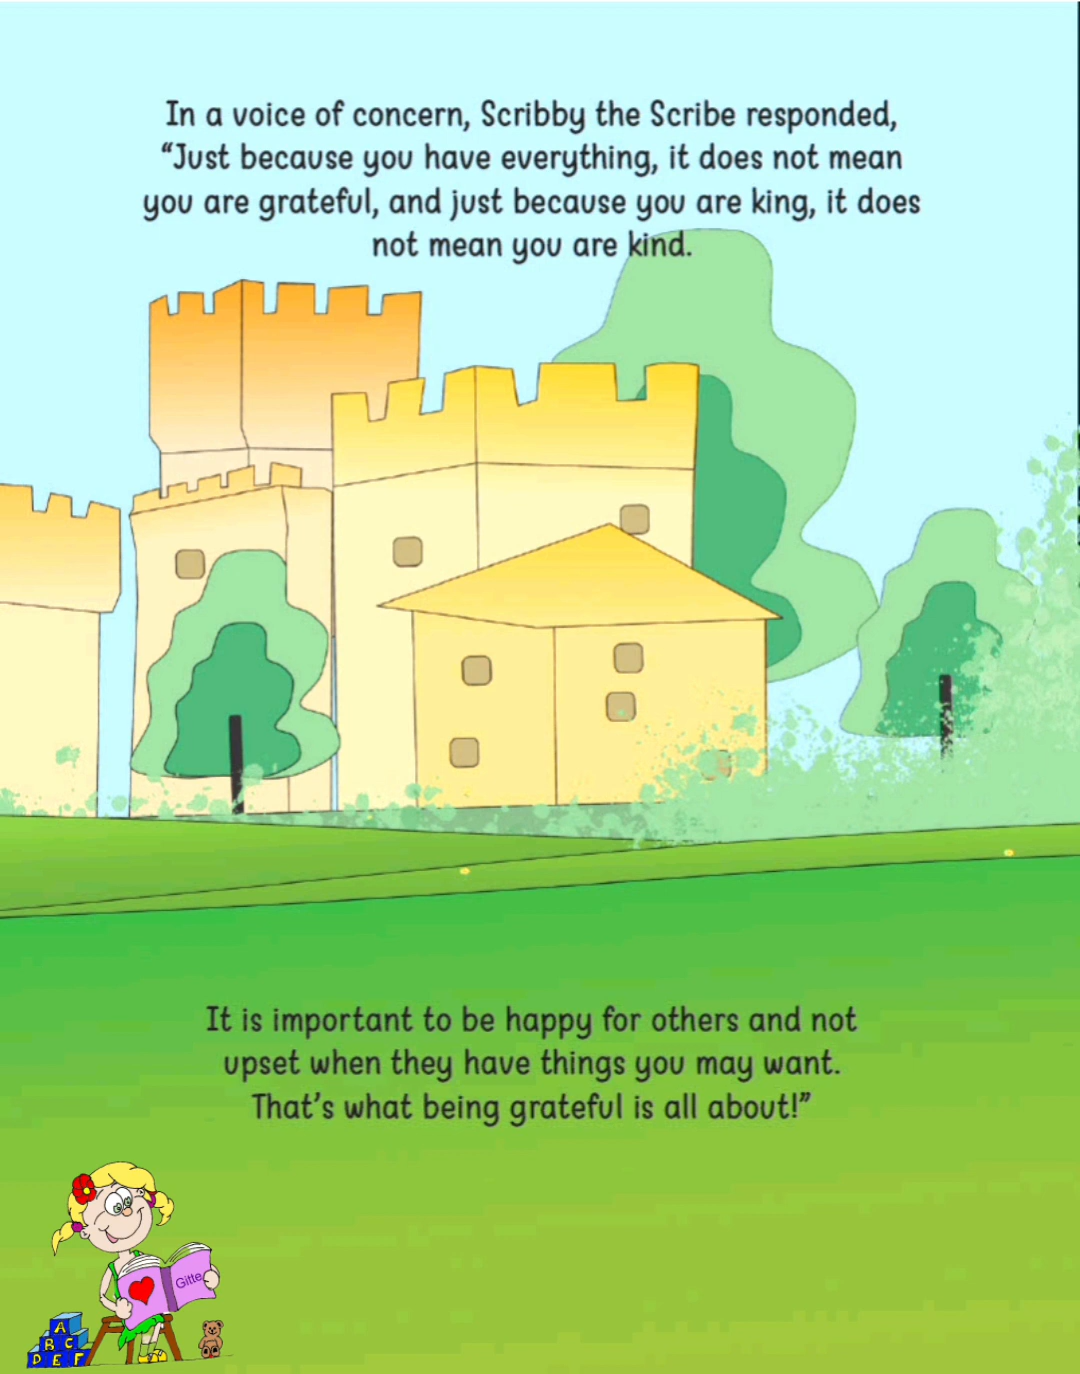 In a voice of concern, Scribby the Scribe responded,
“Just because you have everything, it does not mean
you are grateful, and just because you are king, it does
not mean you are kind.
It is important to be happy for others and not
upset when they have things you may want.
That’s what being grateful is all about!”
Gitte
A
B C
D E F